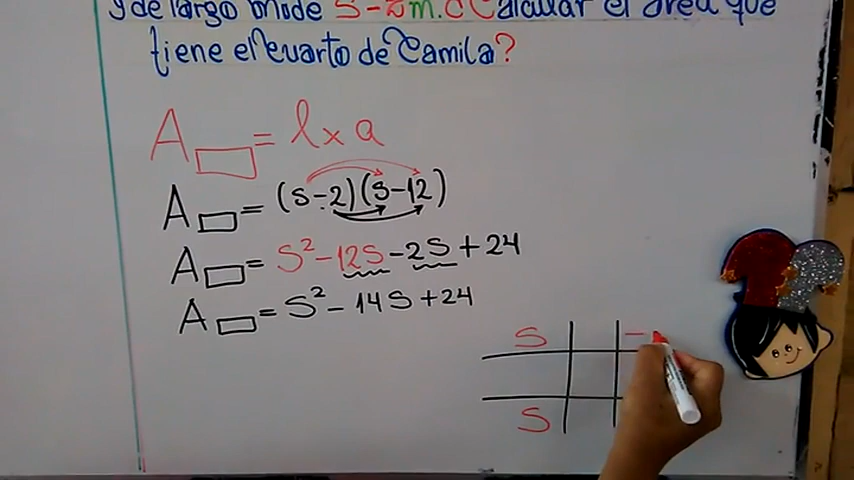 y de largo mide S-2m. ¿Calcular el área que
tiene el cuarto de Camila?
A▭ = l x a
A▭ = (S-2)(S-12)
A▭ = S² - 12S - 2S + 24
A▭ = S² - 14S + 24
S -
S